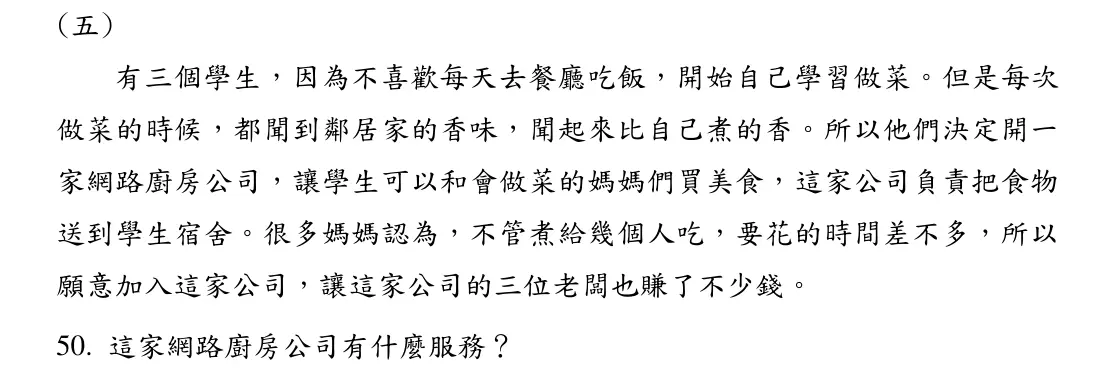 （五）
有三個學生，因為不喜歡每天去餐廳吃飯，開始自己學習做菜。但是每次
做菜的時候，都聞到鄰居家的香味，聞起來比自己煮的香。所以他們決定開一
家網路廚房公司，讓學生可以和會做菜的媽媽們買美食，這家公司負責把食物
送到學生宿舍。很多媽媽認為，不管煮給幾個人吃，要花的時間差不多，所以
願意加入這家公司，讓這家公司的三位老闆也賺了不少錢。
50. 這家網路廚房公司有什麼服務？